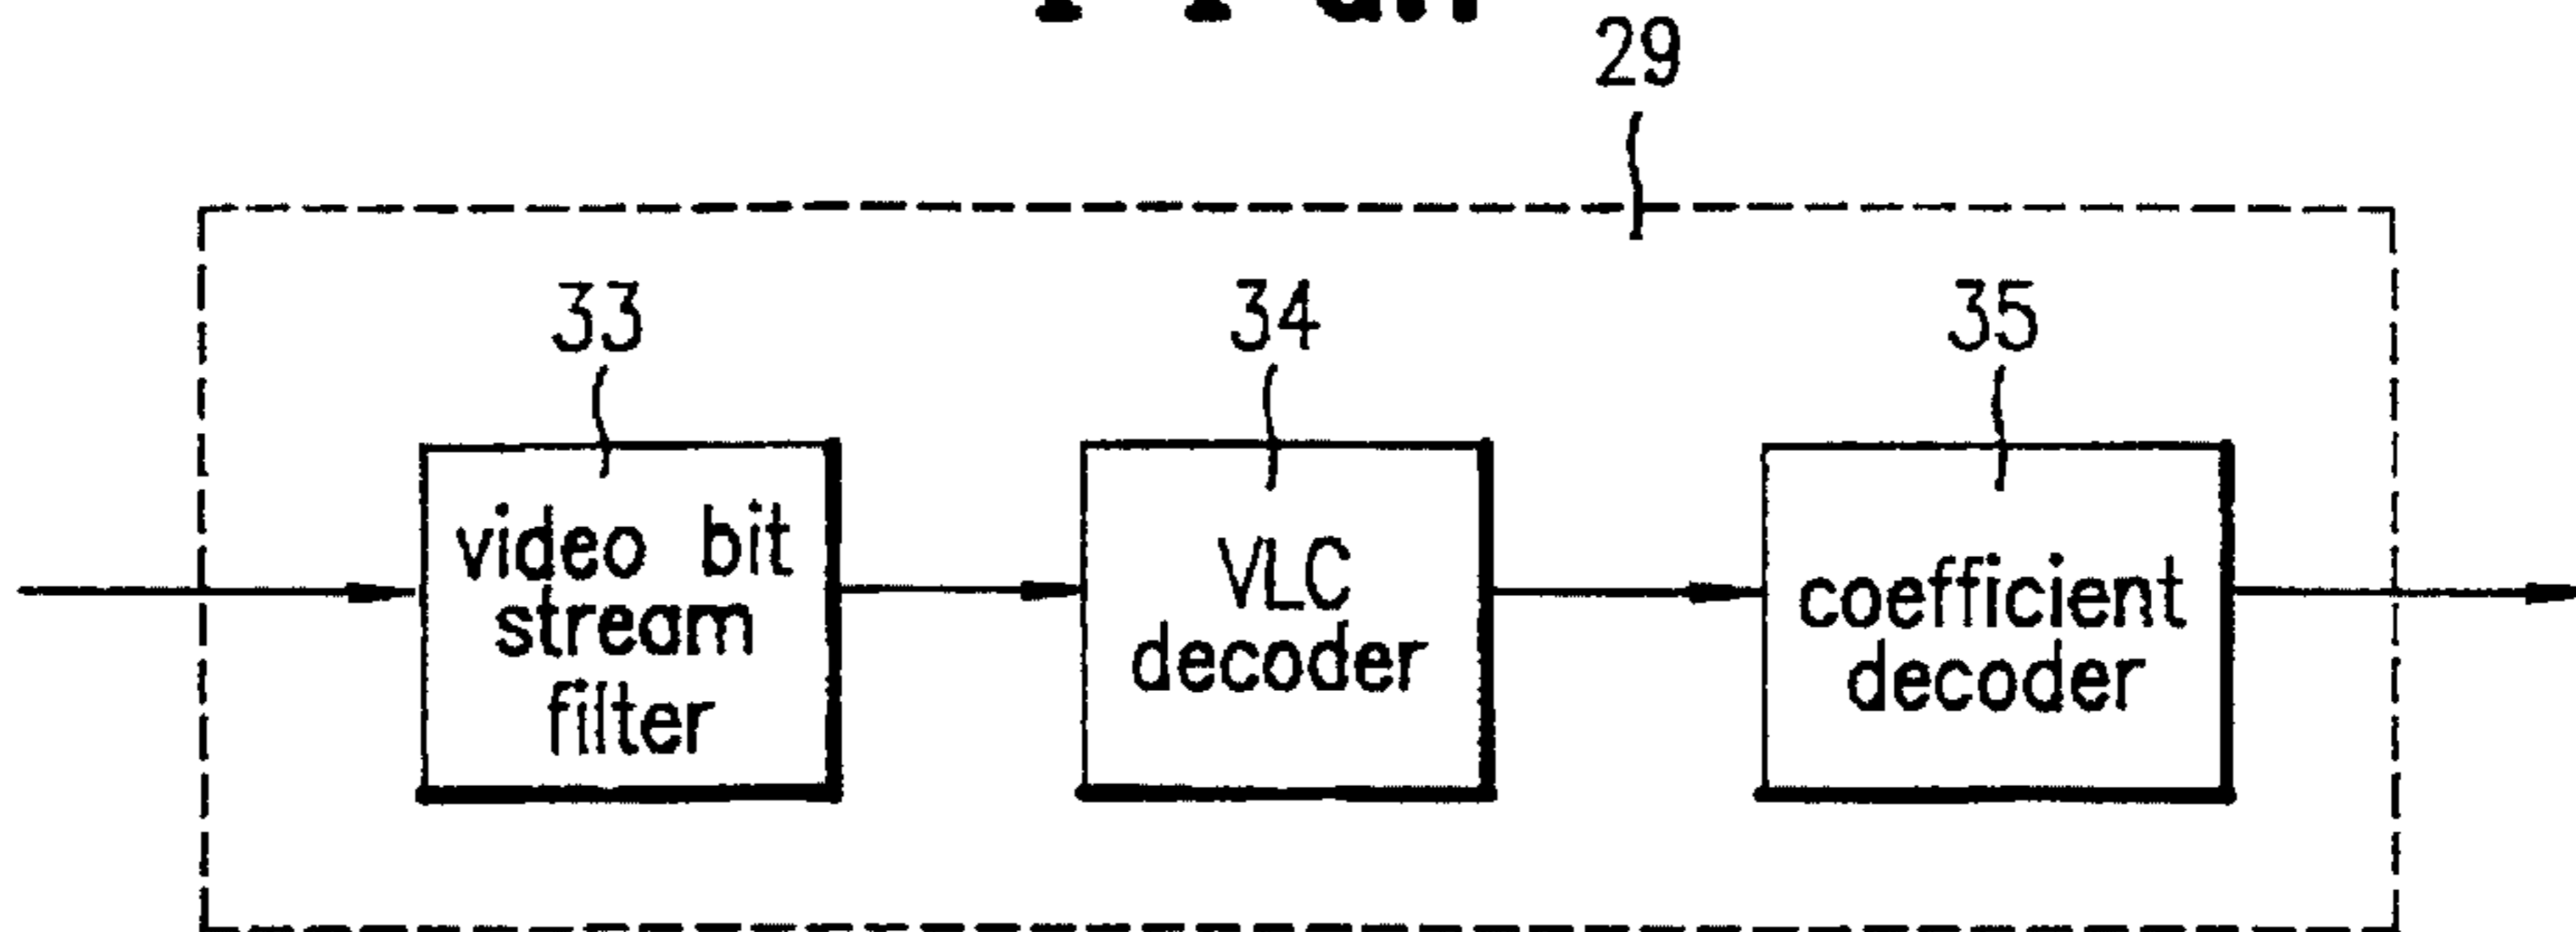 29
33
34
35
video bit
stream
filter
VLC
decoder
coefficient
decoder